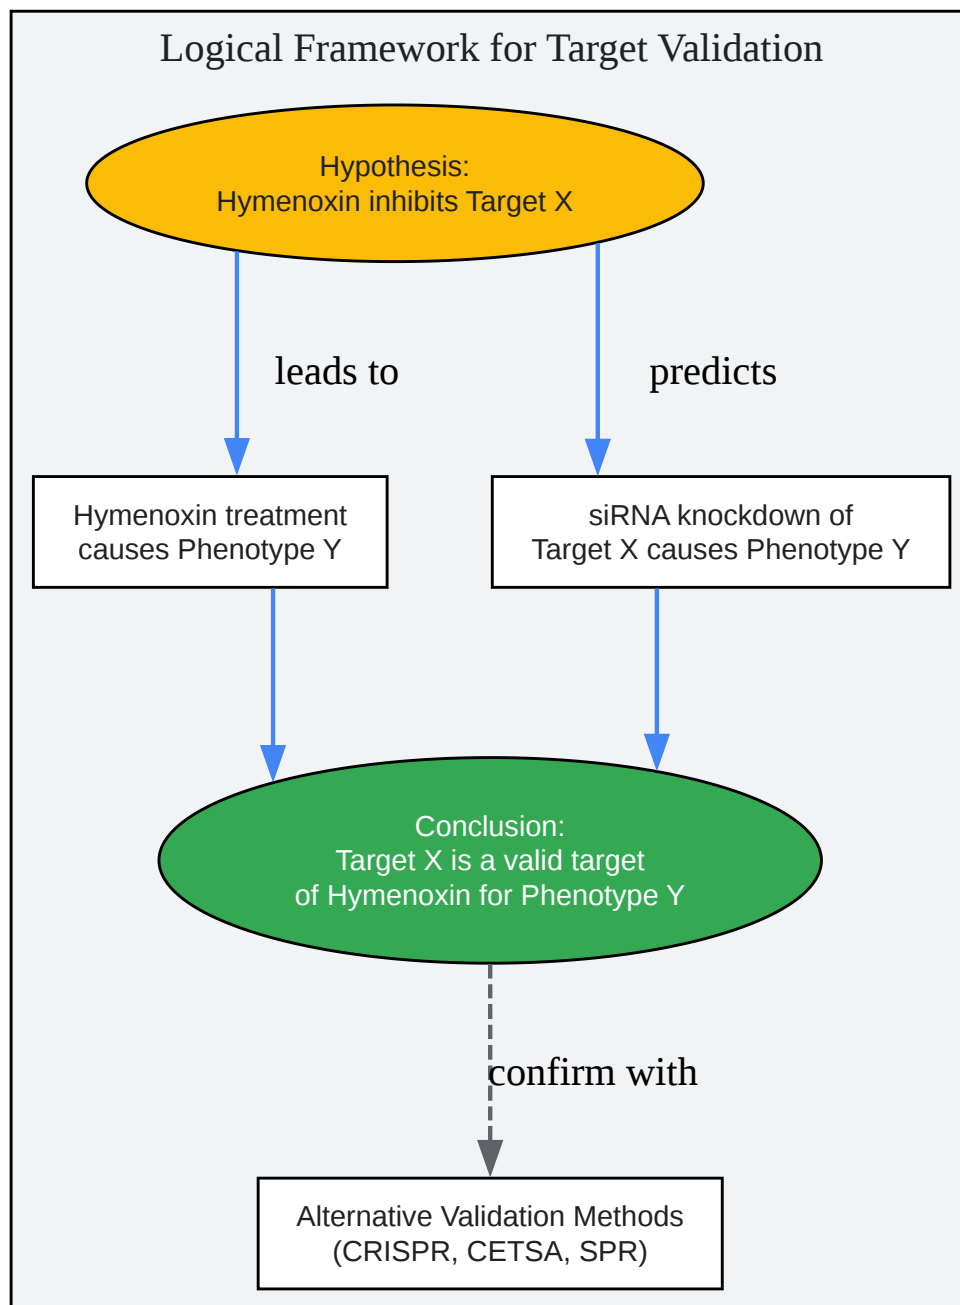 Logical Framework for Target Validation
Hypothesis:
Hymenoxin inhibits Target X
leads to
predicts
Hymenoxin treatment
causes Phenotype Y
siRNA knockdown of
Target X causes Phenotype Y
Conclusion:
Target X is a valid target
of Hymenoxin for Phenotype Y
confirm with
Alternative Validation Methods
(CRISPR, CETSA, SPR)